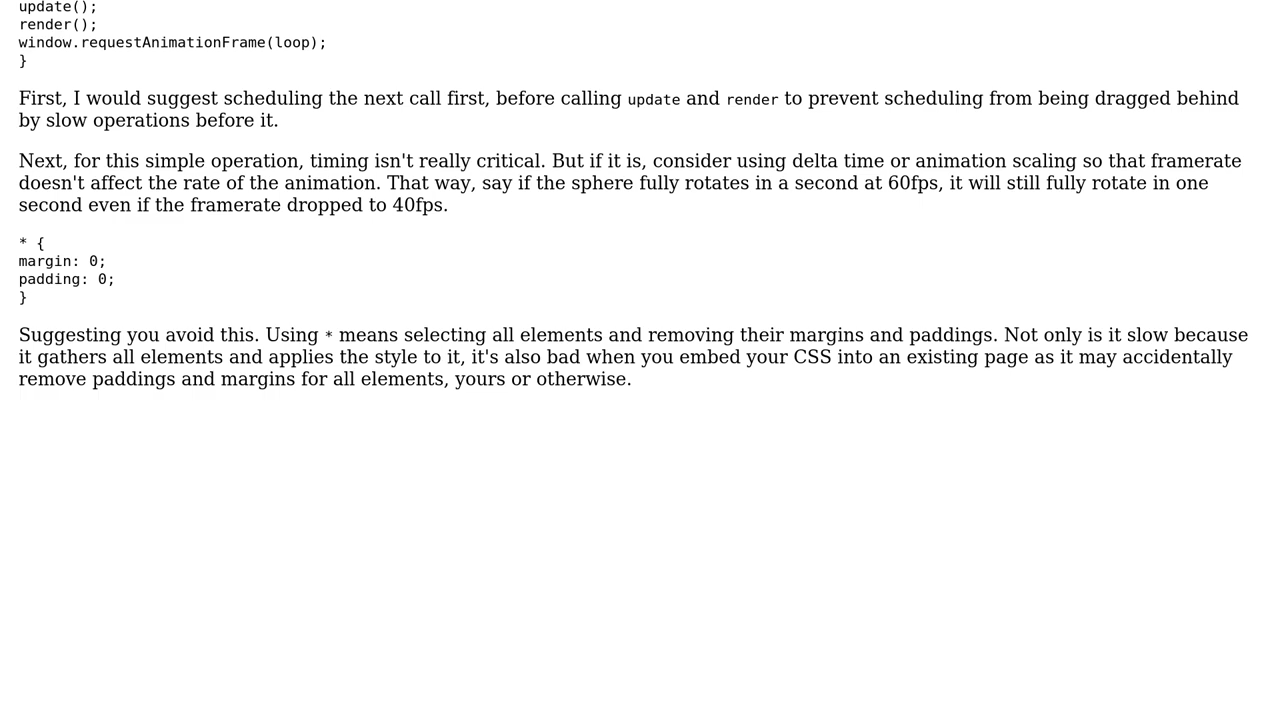 update();
render();
window.requestAnimationFrame(loop);
}
First, I would suggest scheduling the next call first, before calling update and render to prevent scheduling from being dragged behind
by slow operations before it.
Next, for this simple operation, timing isn't really critical. But if it is, consider using delta time or animation scaling so that framerate
doesn't affect the rate of the animation. That way, say if the sphere fully rotates in a second at 60fps, it will still fully rotate in one
second even if the framerate dropped to 40fps.
* {
margin: 0;
padding: 0;
}
Suggesting you avoid this. Using * means selecting all elements and removing their margins and paddings. Not only is it slow because
it gathers all elements and applies the style to it, it's also bad when you embed your CSS into an existing page as it may accidentally
remove paddings and margins for all elements, yours or otherwise.